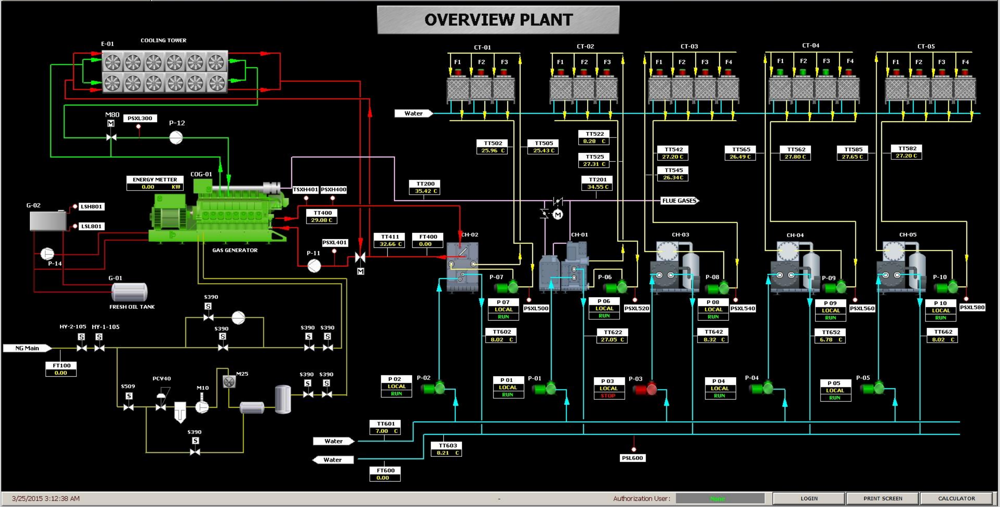 OVERVIEW PLANT
COOLING TOWER
E-01
CT-01
F1 F2 F3
CT-02
F1 F2 F3
CT-03
F1 F2 F3 F4
CT-04
F1 F2 F3 F4
CT-05
F1 F2 F3 F4
Water
M80
M
PSXL300
P-12
TT502
25.96 C
TT505
25.43 C
TT522
8.28 C
TT525
27.31 C
TT542
27.20 C
TT545
26.34C
TT565
26.49 C
TT562
27.80 C
TT585
27.65 C
TT582
27.20 C
COG-01
ENERGY METTER
0.00 KW
TSXH401
PSXH400
TT400
29.08 C
TT200
35.42 C
TT201
34.55 C
FLUE GASES
M
G-02
LSH801
LSL801
GAS GENERATOR
P-14
G-01
FRESH OIL TANK
PSXL401
P-11
M
TT411
32.66 C
FT400
0.00
CH-02
CH-01
CH-03
CH-04
CH-05
P-07
P 07
LOCAL
RUN
PSXL500
P-06
P 06
LOCAL
RUN
PSXL520
P-08
P 08
LOCAL
RUN
PSXL540
P-09
P 09
LOCAL
RUN
PSXL560
P-10
P 10
LOCAL
RUN
PSXL580
TT602
8.02 C
TT622
27.05 C
TT642
8.32 C
TT652
6.78 C
TT662
8.02 C
S390
S
HY-2-105
S
HY-1-105
S
S390
S
S390
S
S390
S
NG Main
FT100
0.00
S509
S
PCV40
M10
M25
S390
S
S390
S
S390
S
P 02
LOCAL
RUN
P-02
P 01
LOCAL
RUN
P-01
P 03
LOCAL
STOP
P-03
P 04
LOCAL
RUN
P-04
P 05
LOCAL
RUN
P-05
TT601
7.00 C
Water
TT603
8.21 C
Water
FT600
0.00
PSL600
3/25/2015 3:12:38 AM
-
Authorization User:
None
LOGIN
PRINT SCREEN
CALCULATOR